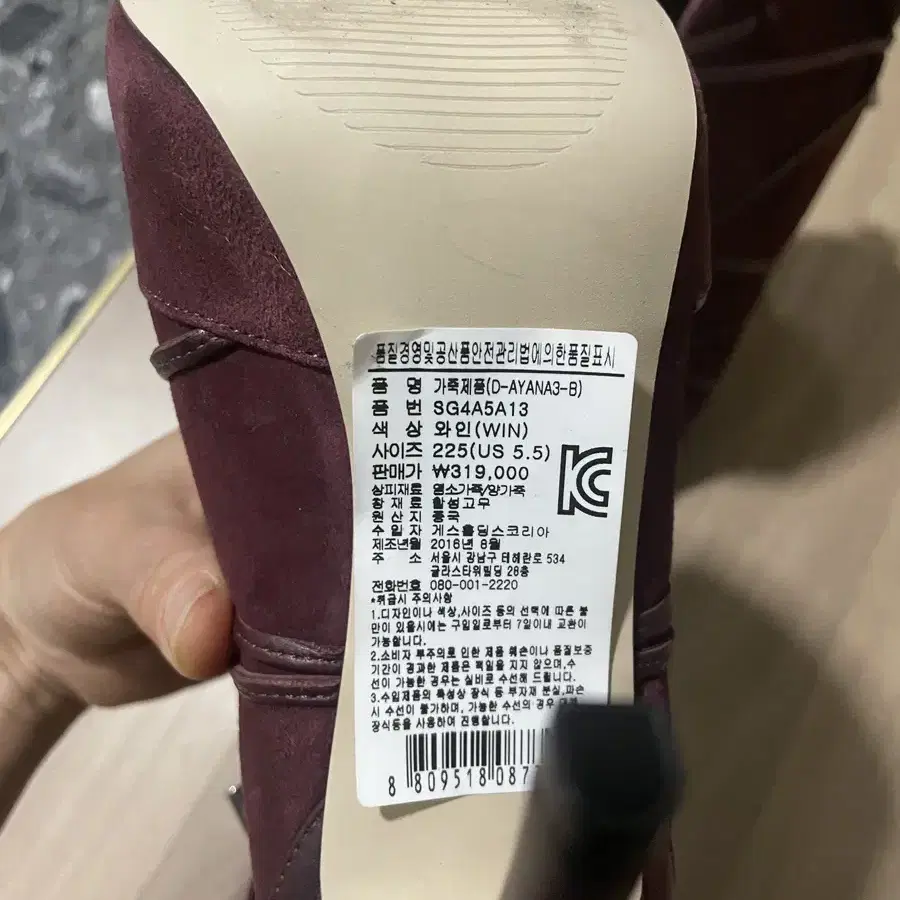 품질경영및공산품안전관리법에의한품질표시
품 명 가죽제품(D-AYANA3-B)
품 번 SG4A5A13
색 상 와인(WIN)
사이즈 225(US 5.5)
판매가 ₩319,000
상피재료 염소가죽/양가죽
창 재 료 합성고무
원 산 지 중국
수 입 자 게스홀딩스코리아
제조년월 2016년 8월
주 소 서울시 강남구 테헤란로 534
글라스타워빌딩 28층
전화번호 080-001-2220
*취급시 주의사항
1.디자인이나 색상,사이즈 등의 선택에 따른 불
만이 있을시에는 구입일로부터 7일이내 교환이
가능합니다.
2.소비자 부주의로 인한 제품 훼손이나 품질보증
기간이 경과한 제품은 책임을 지지 않으며,수
선이 가능한 경우는 실비로 수선해 드립니다.
3.수입제품의 특성상 장식 등 부자재 분실,파손
시 수선이 불가하며, 가능한 수선의 경우
장식등을 사용하여 진행합니다.
8 809518 087
KC